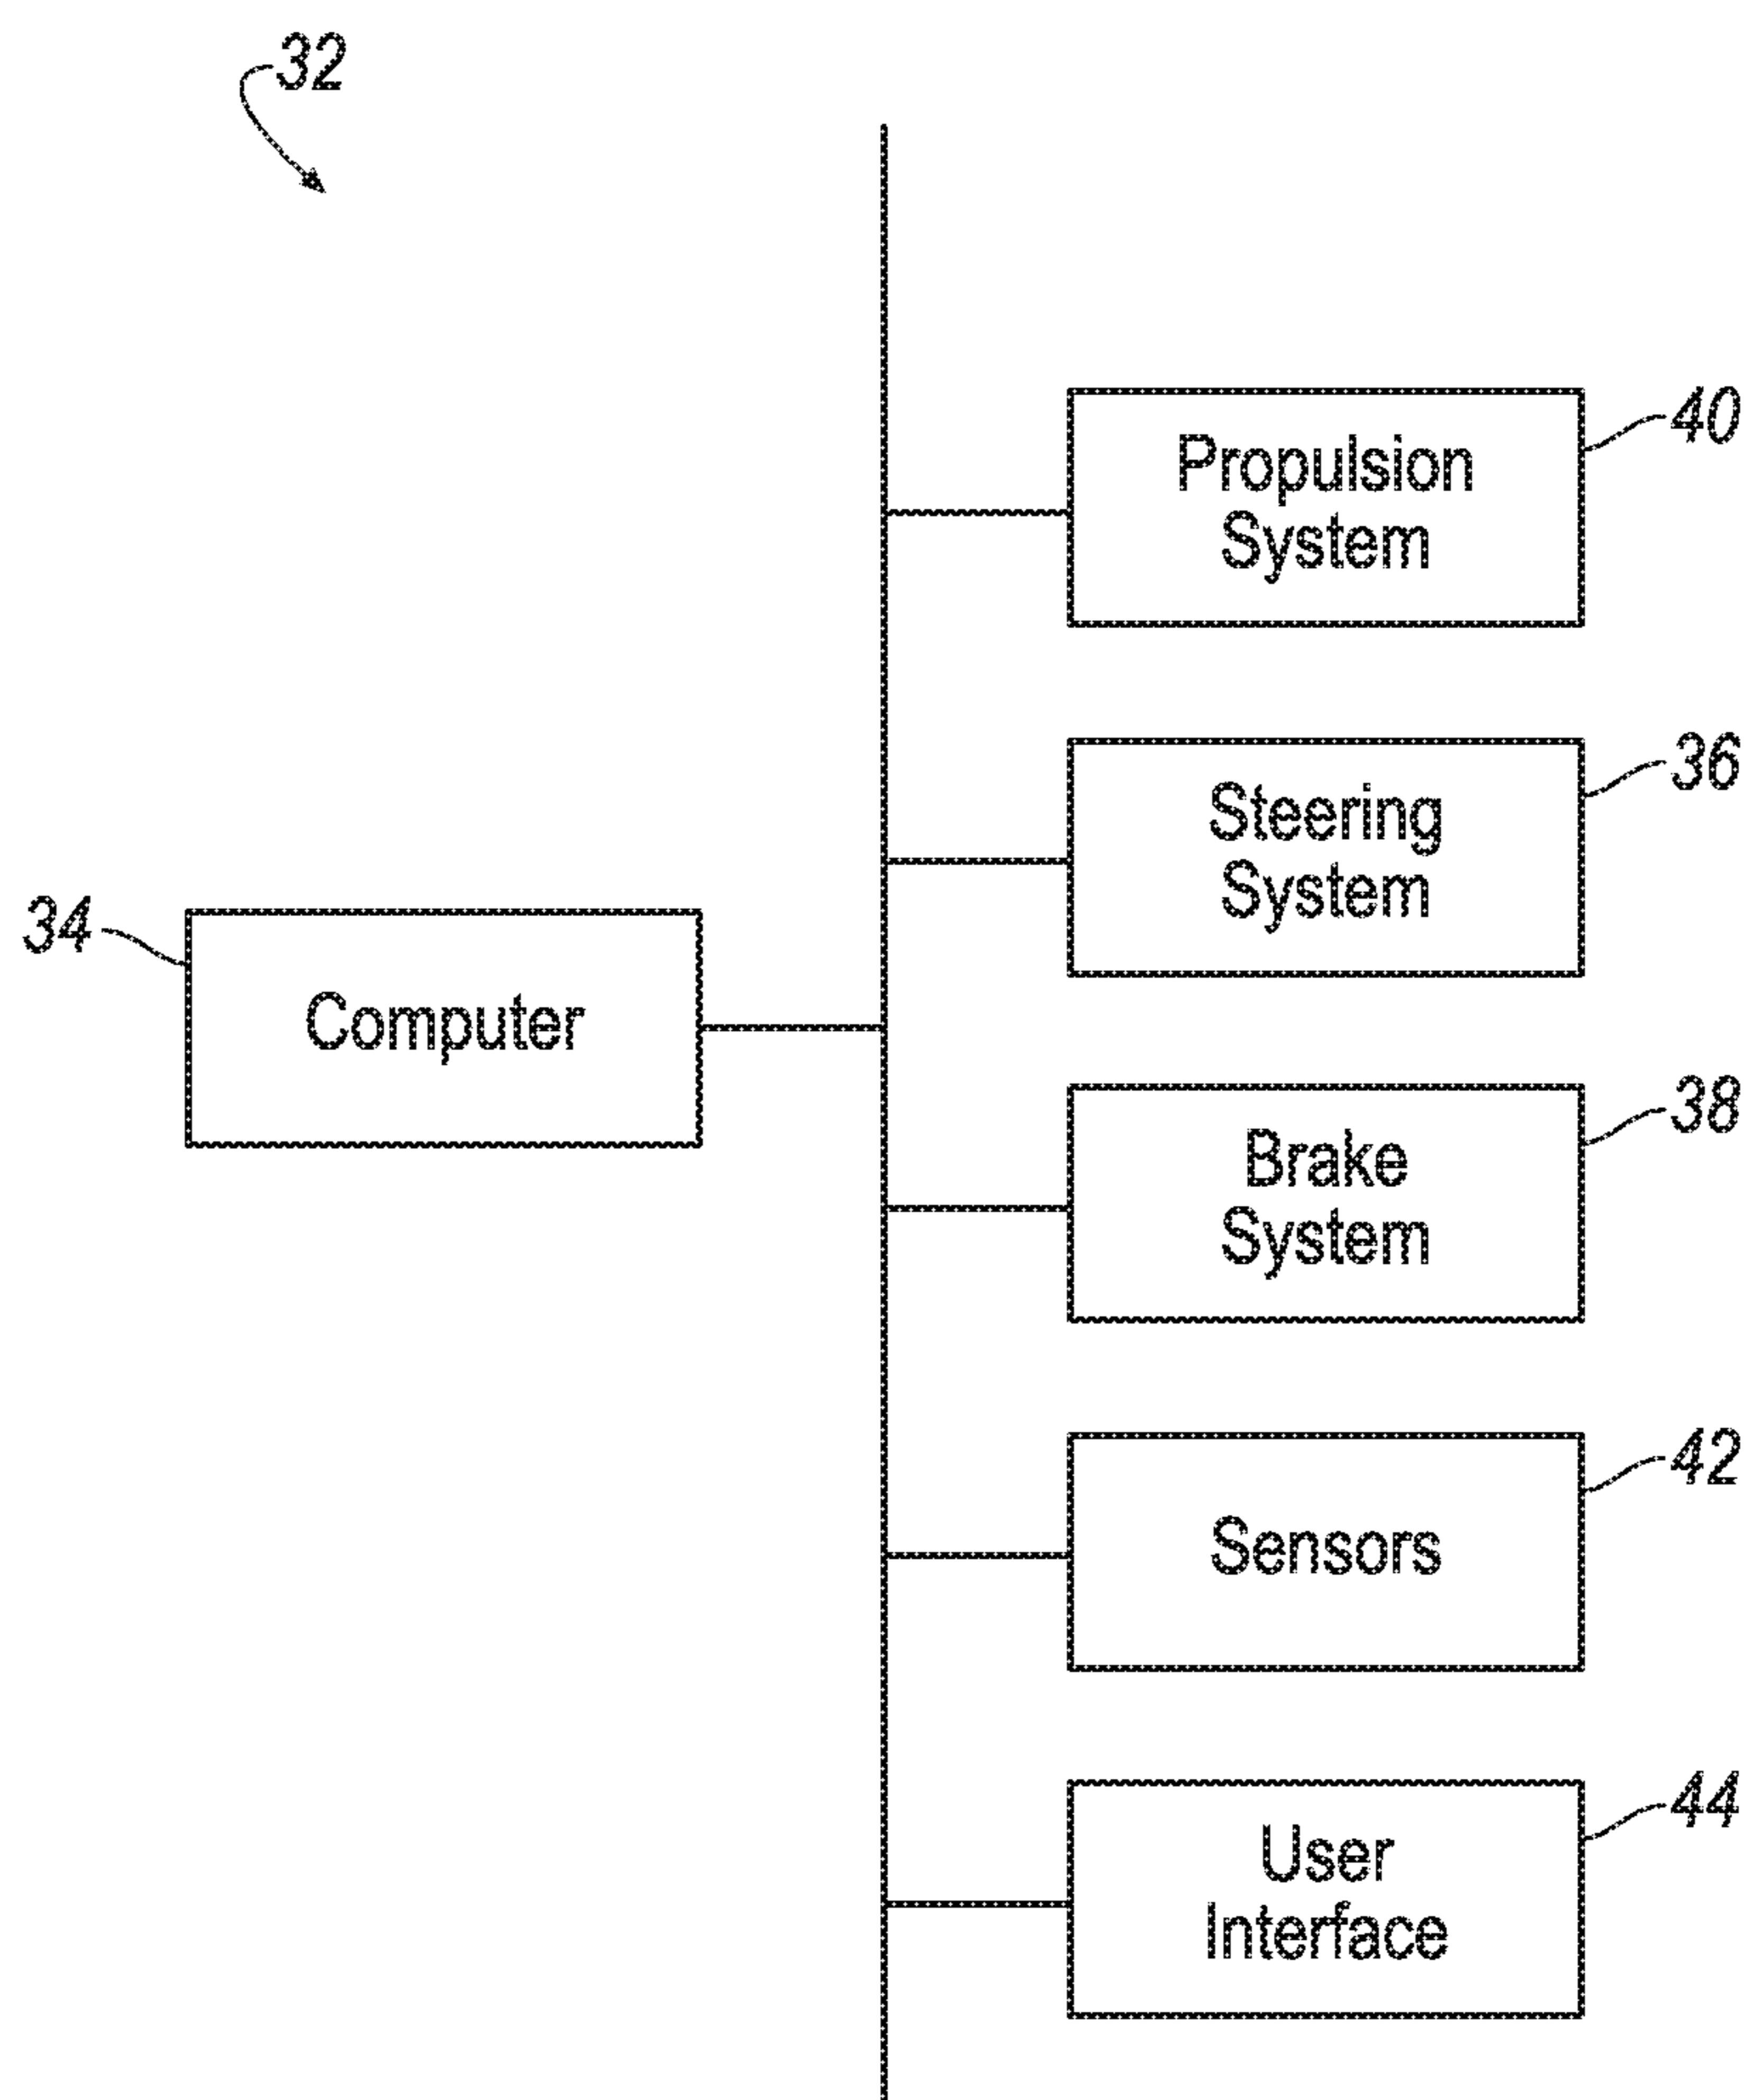 32
Propulsion
System
40
Steering
System
36
34
Computer
Brake
System
38
Sensors
42
User
Interface
44